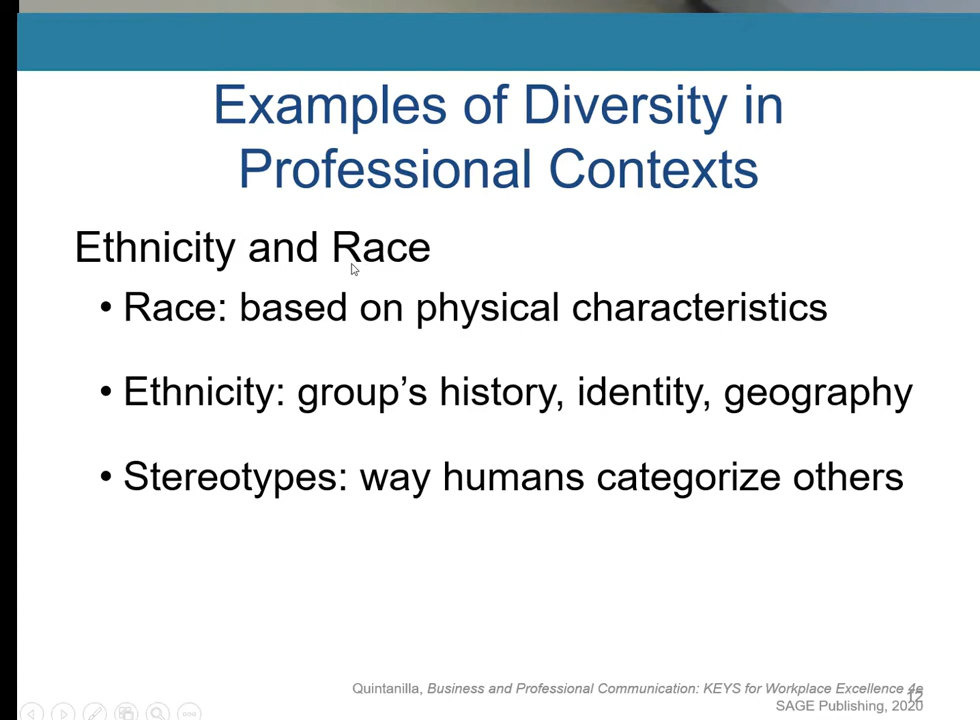 Examples of Diversity in
Professional Contexts
Ethnicity and Race
• Race: based on physical characteristics
• Ethnicity: group’s history, identity, geography
• Stereotypes: way humans categorize others
Quintanilla, Business and Professional Communication: KEYS for Workplace Excellence 4e
12
SAGE Publishing, 2020